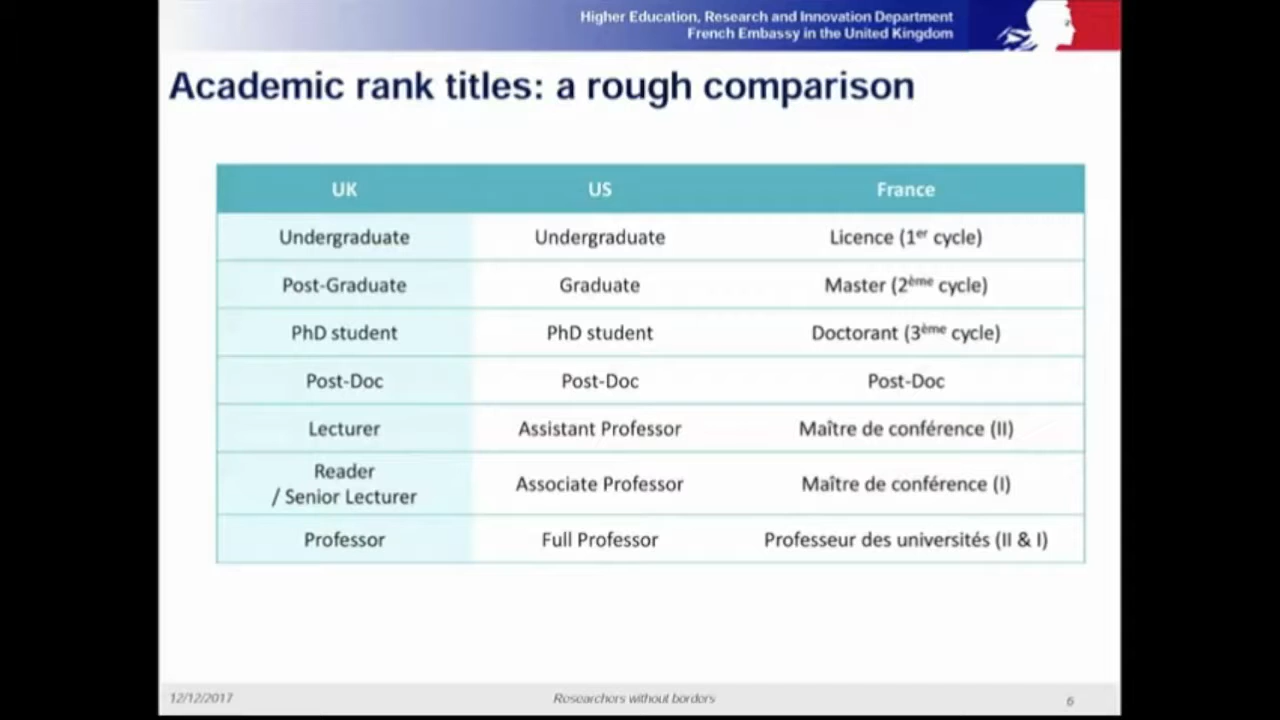 Higher Education, Research and Innovation Department
French Embassy in the United Kingdom
Academic rank titles: a rough comparison
UK US France
Undergraduate Undergraduate Licence (1er cycle)
Post-Graduate Graduate Master (2ème cycle)
PhD student PhD student Doctorant (3ème cycle)
Post-Doc Post-Doc Post-Doc
Lecturer Assistant Professor Maître de conférence (II)
Reader
/ Senior Lecturer Associate Professor Maître de conférence (I)
Professor Full Professor Professeur des universités (II & I)
12/12/2017 Researchers without borders 6